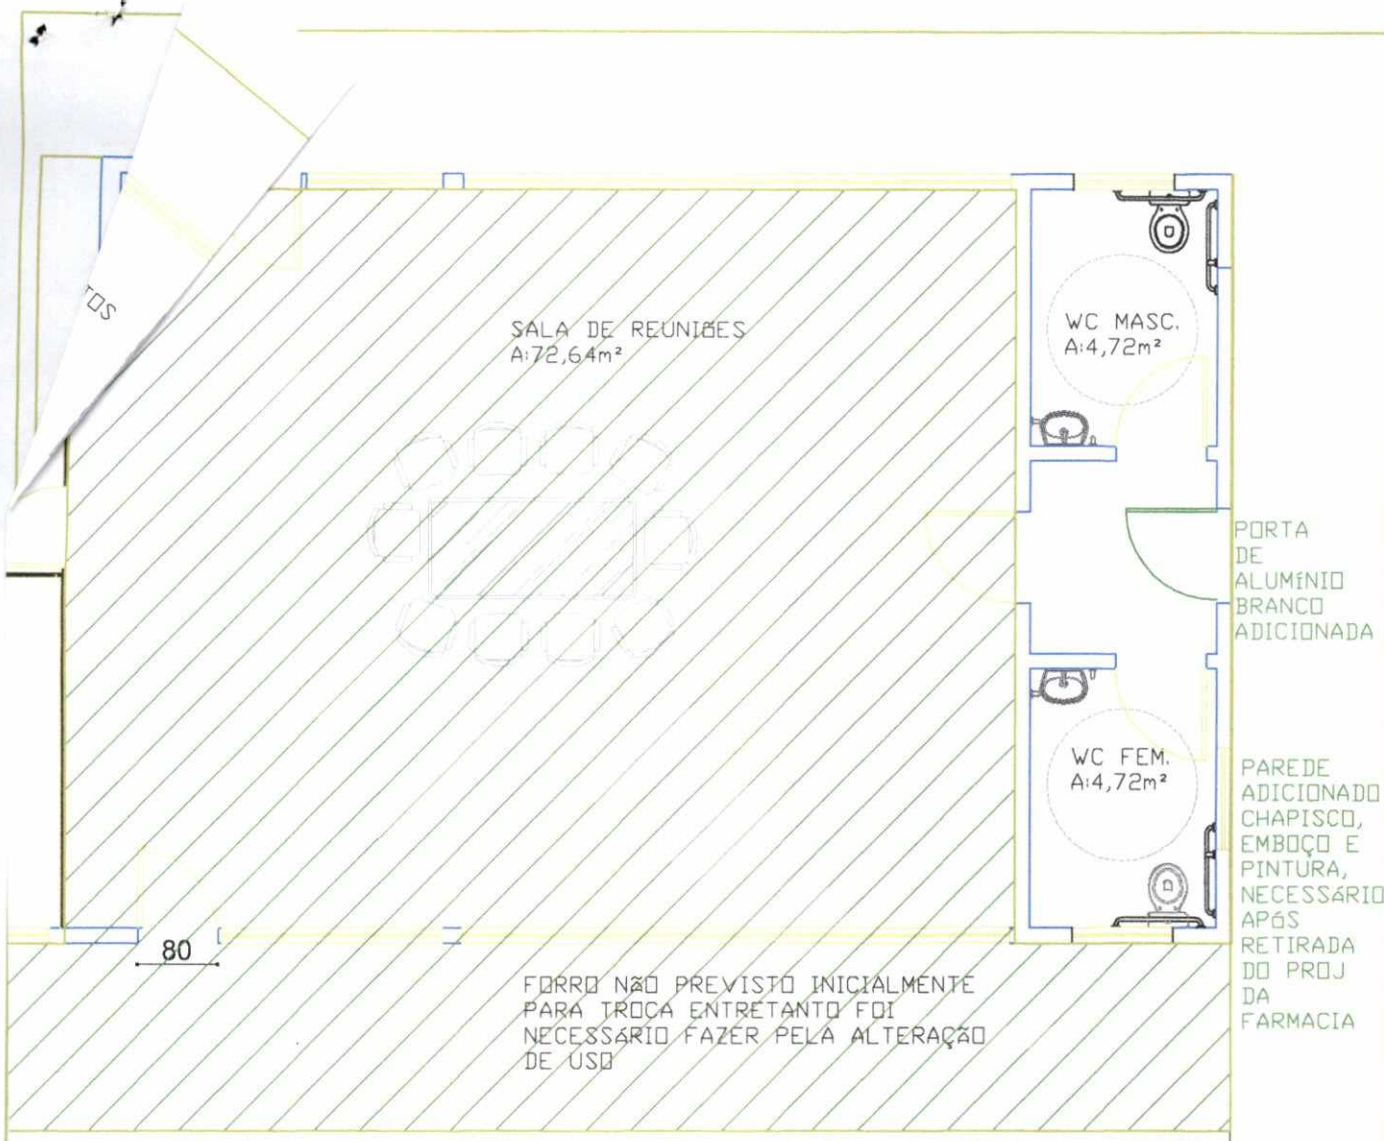 TOS
SALA DE REUNIÕES
A:72,64m²
WC MASC.
A:4,72m²
PORTA
DE
ALUMíNIO
BRANCO
ADICIONADA
WC FEM.
A:4,72m²
PAREDE
ADICIONADO
CHAPISCO,
EMBOÇO E
PINTURA,
NECESSáRIO
APóS
RETIRADA
DO PROJ
DA
FARMACIA
80
FORRO NãO PREVISTO INICIALMENTE
PARA TROCA ENTRETANTO FOI
NECESSáRIO FAZER PELA ALTERAÇãO
DE USO